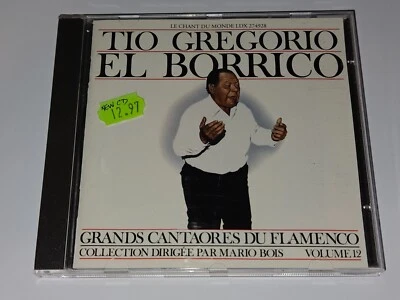 LE CHANT DU MONDE LDX 274928
TIO GREGORIO
EL BORRICO
NEW CD
12.97
GRANDS CANTAORES DU FLAMENCO
COLLECTION DIRIGÉE PAR MARIO BOIS VOLUME 12